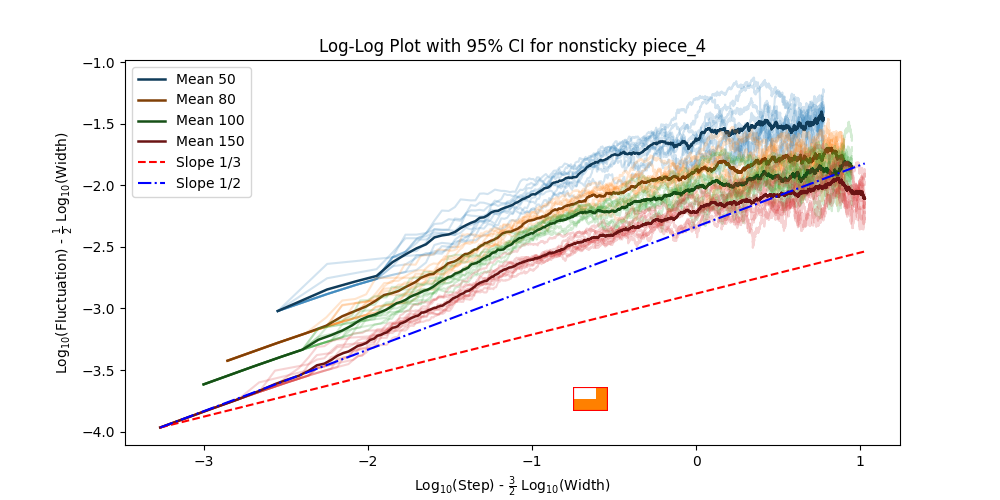 Log-Log Plot with 95% CI for nonsticky piece_4
Log₁₀(Fluctuation) - ½ Log₁₀(Width)
−1.0
−1.5
−2.0
−2.5
−3.0
−3.5
−4.0
Mean 50
Mean 80
Mean 100
Mean 150
Slope 1/3
Slope 1/2
−3
−2
−1
0
1
Log₁₀(Step) - 3/2 Log₁₀(Width)